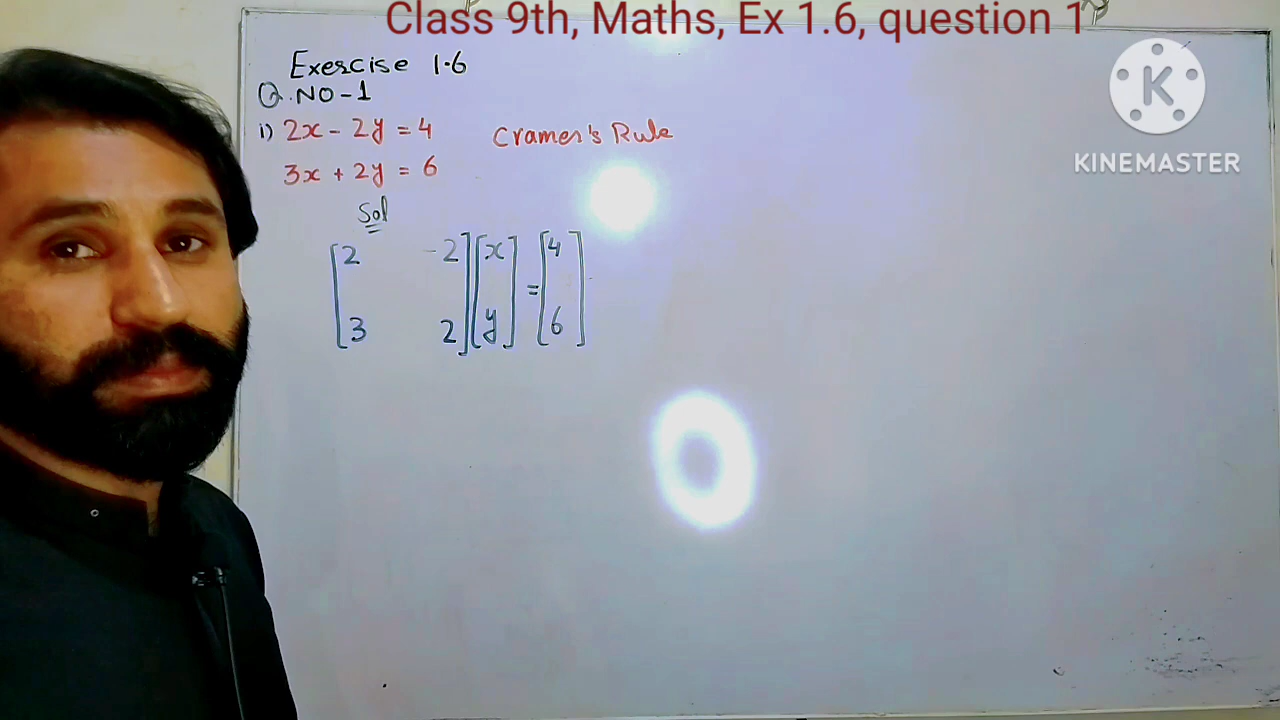 Class 9th, Maths, Ex 1.6, question 1
K
KINEMASTER
Exercise 1.6
Q.NO-1
i) 2x - 2y = 4 Cramer's Rule
3x + 2y = 6
Sol
[2 -2] [x] = [4]
[3 2] [y] [6]